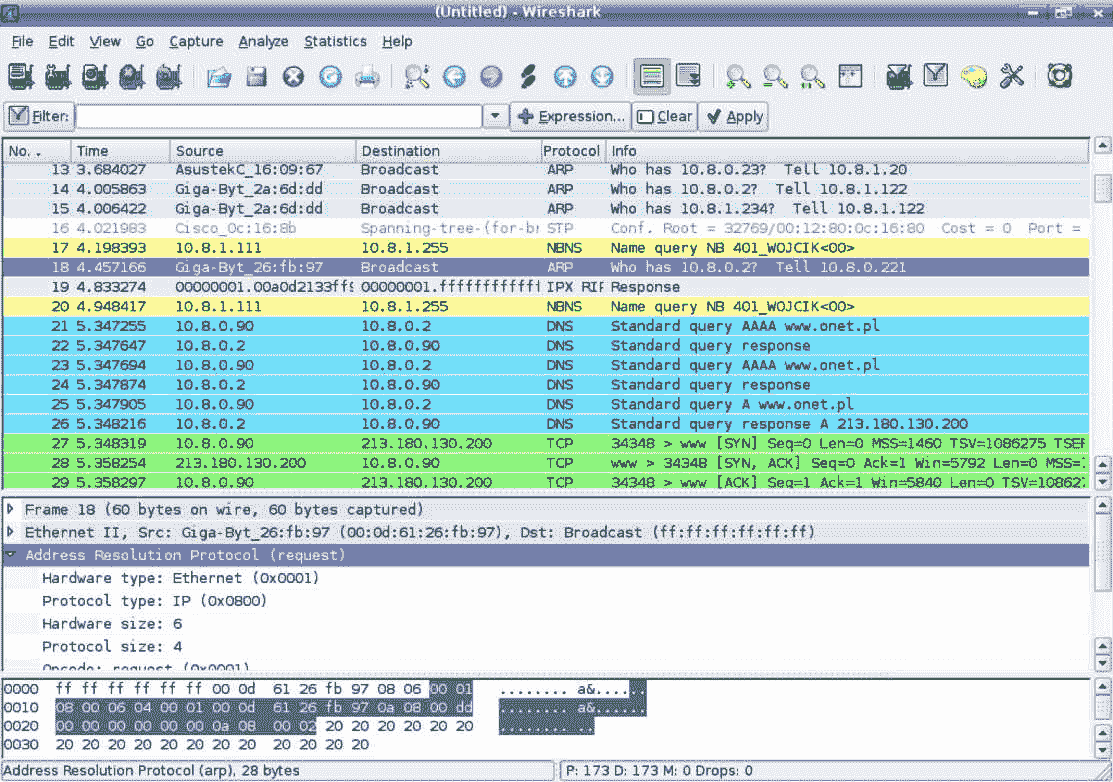 (Untitled) - Wireshark
File Edit View Go Capture Analyze Statistics Help
Filter: Expression... Clear Apply
No. . Time Source Destination Protocol Info
13 3.684027 AsustekC_16:09:67 Broadcast ARP Who has 10.8.0.23? Tell 10.8.1.20
14 4.005863 Giga-Byt_2a:6d:dd Broadcast ARP Who has 10.8.0.2? Tell 10.8.1.122
15 4.006422 Giga-Byt_2a:6d:dd Broadcast ARP Who has 10.8.1.234? Tell 10.8.1.122
16 4.021983 Cisco_0c:16:8b Spanning-tree-(for-br STP Conf. Root = 32769/00:12:80:0c:16:80 Cost = 0 Port =
17 4.198393 10.8.1.111 10.8.1.255 NBNS Name query NB 401_WOJCIK<00>
18 4.457166 Giga-Byt_26:fb:97 Broadcast ARP Who has 10.8.0.2? Tell 10.8.0.221
19 4.833274 00000001.00a0d2133ff9 00000001.ffffffffffff IPX RIF Response
20 4.948417 10.8.1.111 10.8.1.255 NBNS Name query NB 401_WOJCIK<00>
21 5.347255 10.8.0.90 10.8.0.2 DNS Standard query AAAA www.onet.pl
22 5.347647 10.8.0.2 10.8.0.90 DNS Standard query response
23 5.347694 10.8.0.90 10.8.0.2 DNS Standard query AAAA www.onet.pl
24 5.347874 10.8.0.2 10.8.0.90 DNS Standard query response
25 5.347905 10.8.0.90 10.8.0.2 DNS Standard query A www.onet.pl
26 5.348216 10.8.0.2 10.8.0.90 DNS Standard query response A 213.180.130.200
27 5.348319 10.8.0.90 213.180.130.200 TCP 34348 > www [SYN] Seq=0 Len=0 MSS=1460 TSV=1086275 TSEF
28 5.358254 213.180.130.200 10.8.0.90 TCP www > 34348 [SYN, ACK] Seq=0 Ack=1 Win=5792 Len=0 MSS=
29 5.358297 10.8.0.90 213.180.130.200 TCP 34348 > www [ACK] Seq=1 Ack=1 Win=5840 Len=0 TSV=10862
Frame 18 (60 bytes on wire, 60 bytes captured)
Ethernet II, Src: Giga-Byt_26:fb:97 (00:0d:61:26:fb:97), Dst: Broadcast (ff:ff:ff:ff:ff:ff)
Address Resolution Protocol (request)
Hardware type: Ethernet (0x0001)
Protocol type: IP (0x0800)
Hardware size: 6
Protocol size: 4
Opcode: request (0x0001)
0000 ff ff ff ff ff ff 00 0d 61 26 fb 97 08 06 00 01 ........ a&......
0010 08 00 06 04 00 01 00 0d 61 26 fb 97 0a 08 00 dd ........ a&......
0020 00 00 00 00 00 00 0a 08 00 02 20 20 20 20 20 20 ........ ..
0030 20 20 20 20 20 20 20 20 20 20 20 20
Address Resolution Protocol (arp), 28 bytes P: 173 D: 173 M: 0 Drops: 0